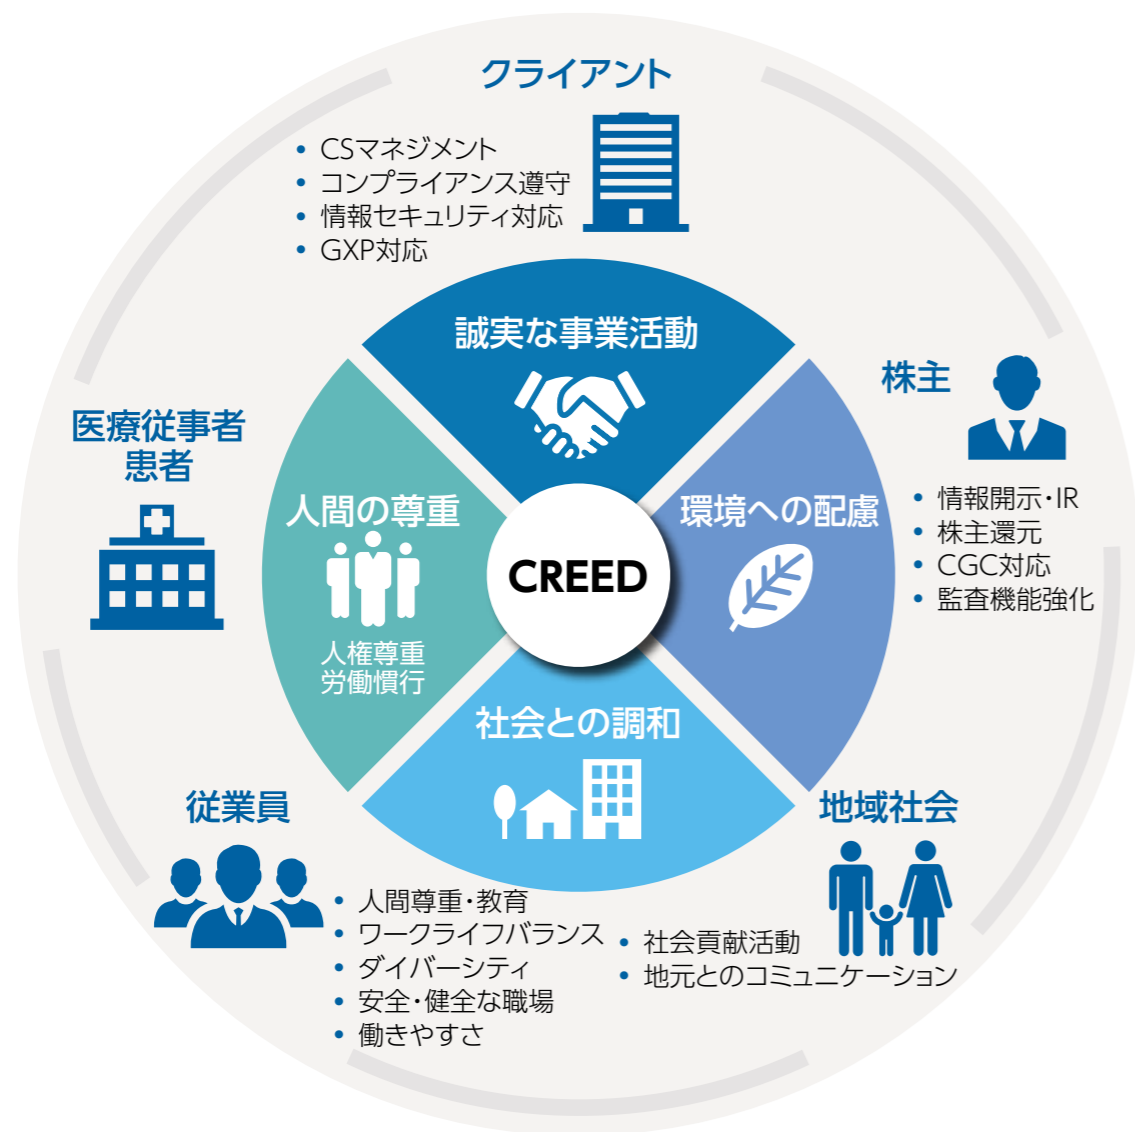 クライアント
• CSマネジメント
• コンプライアンス遵守
• 情報セキュリティ対応
• GXP対応
誠実な事業活動
株主
• 情報開示・IR
• 株主還元
• CGC対応
• 監査機能強化
医療従事者
患者
人間の尊重
人権尊重
労働慣行
CREED
環境への配慮
社会との調和
従業員
• 人間尊重・教育
• ワークライフバランス
• ダイバーシティ
• 安全・健全な職場
• 働きやすさ
地域社会
• 社会貢献活動
• 地元とのコミュニケーション